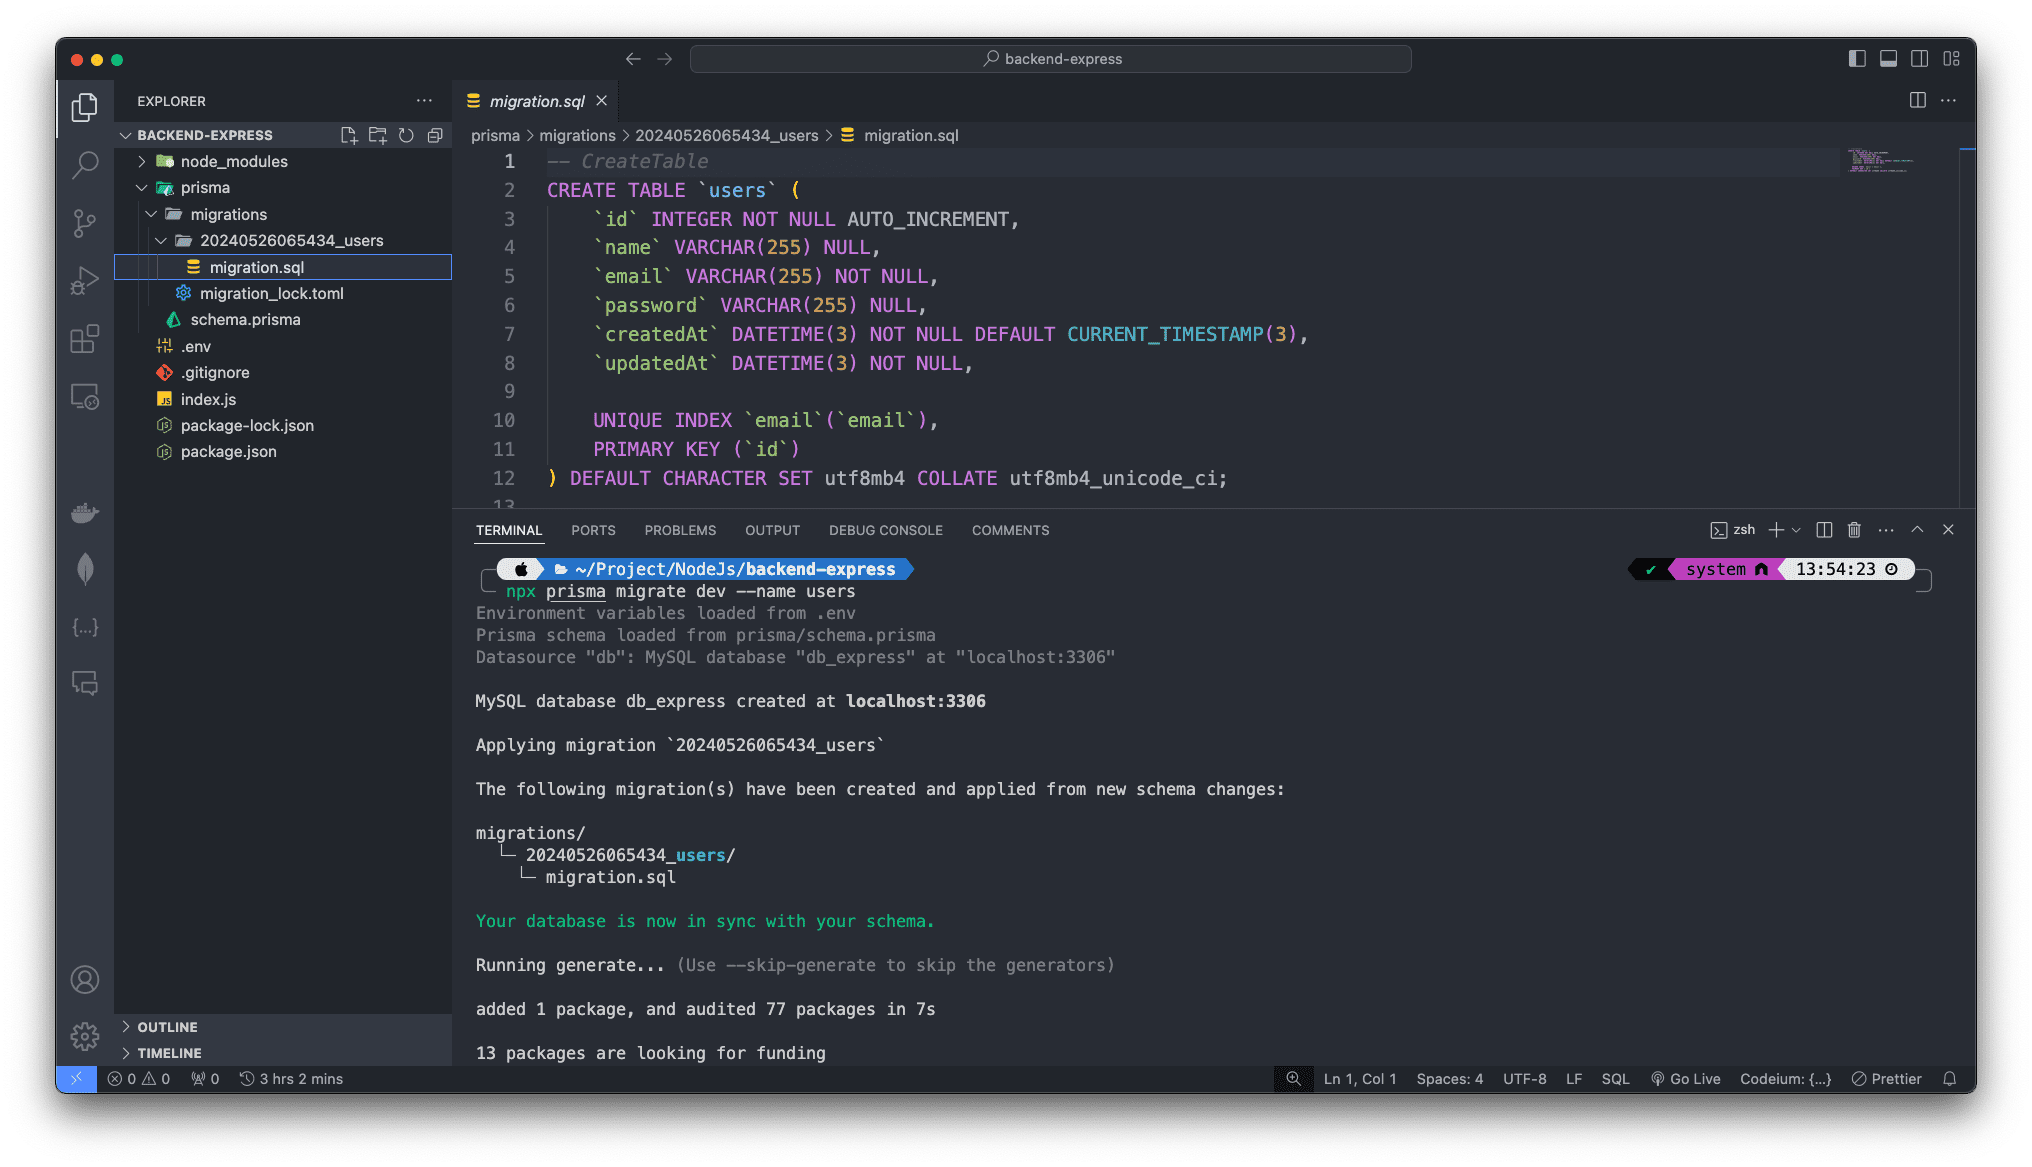 backend-express
EXPLORER
BACKEND-EXPRESS
node_modules
prisma
migrations
20240526065434_users
migration.sql
migration_lock.toml
schema.prisma
.env
.gitignore
index.js
package-lock.json
package.json
OUTLINE
TIMELINE
migration.sql
prisma > migrations > 20240526065434_users > migration.sql
1 -- CreateTable
2 CREATE TABLE `users` (
3 `id` INTEGER NOT NULL AUTO_INCREMENT,
4 `name` VARCHAR(255) NULL,
5 `email` VARCHAR(255) NOT NULL,
6 `password` VARCHAR(255) NULL,
7 `createdAt` DATETIME(3) NOT NULL DEFAULT CURRENT_TIMESTAMP(3),
8 `updatedAt` DATETIME(3) NOT NULL,
9
10 UNIQUE INDEX `email`(`email`),
11 PRIMARY KEY (`id`)
12 ) DEFAULT CHARACTER SET utf8mb4 COLLATE utf8mb4_unicode_ci;
13
TERMINAL PORTS PROBLEMS OUTPUT DEBUG CONSOLE COMMENTS zsh
~/Project/NodeJs/backend-express ✔ system 13:54:23
npx prisma migrate dev --name users
Environment variables loaded from .env
Prisma schema loaded from prisma/schema.prisma
Datasource "db": MySQL database "db_express" at "localhost:3306"
MySQL database db_express created at localhost:3306
Applying migration `20240526065434_users`
The following migration(s) have been created and applied from new schema changes:
migrations/
└─ 20240526065434_users/
└─ migration.sql
Your database is now in sync with your schema.
Running generate... (Use --skip-generate to skip the generators)
added 1 package, and audited 77 packages in 7s
13 packages are looking for funding
0 0 0 3 hrs 2 mins Ln 1, Col 1 Spaces: 4 UTF-8 LF SQL Go Live Codeium: {...} Prettier